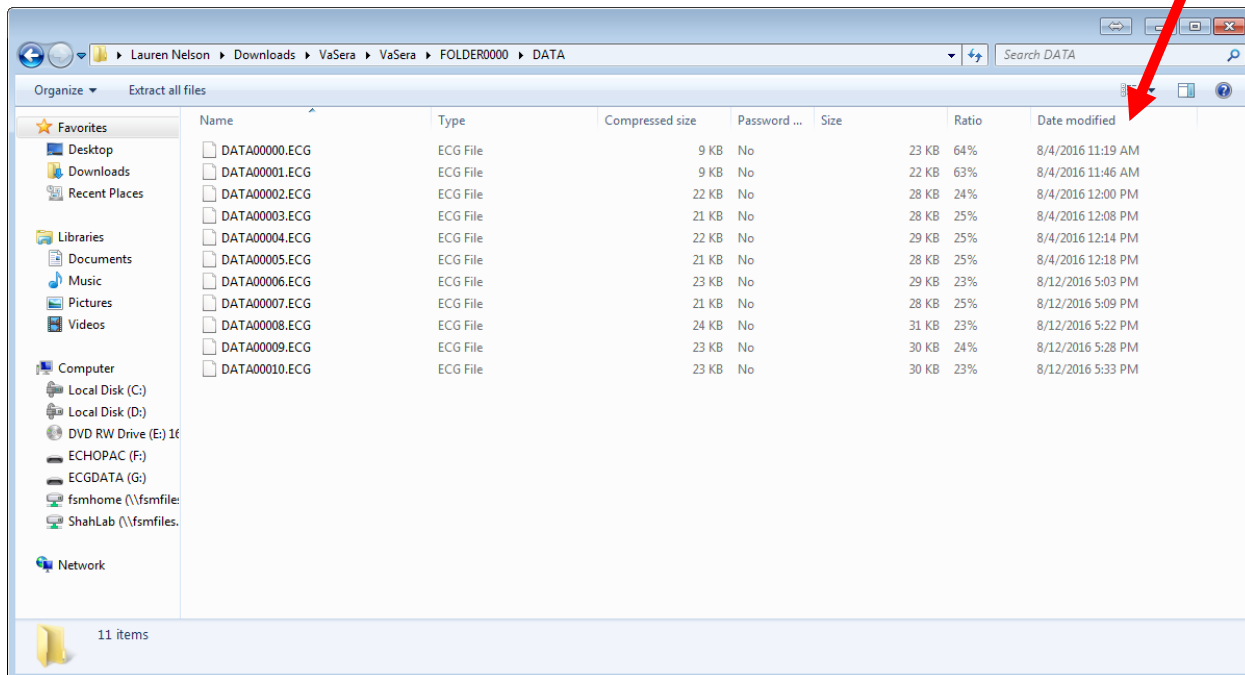 Lauren Nelson Downloads VaSera VaSera FOLDER0000 DATA Search DATA
Organize Extract all files
Favorites
Desktop
Downloads
Recent Places
Libraries
Documents
Music
Pictures
Videos
Computer
Local Disk (C:)
Local Disk (D:)
DVD RW Drive (E:) 16
ECHOPAC (F:)
ECGDATA (G:)
fsmhome (\\fsmfiles
ShahLab (\\fsmfiles.
Network
Name Type Compressed size Password ... Size Ratio Date modified
DATA00000.ECG ECG File 9 KB No 23 KB 64% 8/4/2016 11:19 AM
DATA00001.ECG ECG File 9 KB No 22 KB 63% 8/4/2016 11:46 AM
DATA00002.ECG ECG File 22 KB No 28 KB 24% 8/4/2016 12:00 PM
DATA00003.ECG ECG File 21 KB No 28 KB 25% 8/4/2016 12:08 PM
DATA00004.ECG ECG File 22 KB No 29 KB 25% 8/4/2016 12:14 PM
DATA00005.ECG ECG File 21 KB No 28 KB 25% 8/4/2016 12:18 PM
DATA00006.ECG ECG File 23 KB No 29 KB 23% 8/12/2016 5:03 PM
DATA00007.ECG ECG File 21 KB No 28 KB 25% 8/12/2016 5:09 PM
DATA00008.ECG ECG File 24 KB No 31 KB 23% 8/12/2016 5:22 PM
DATA00009.ECG ECG File 23 KB No 30 KB 24% 8/12/2016 5:28 PM
DATA00010.ECG ECG File 23 KB No 30 KB 23% 8/12/2016 5:33 PM
11 items